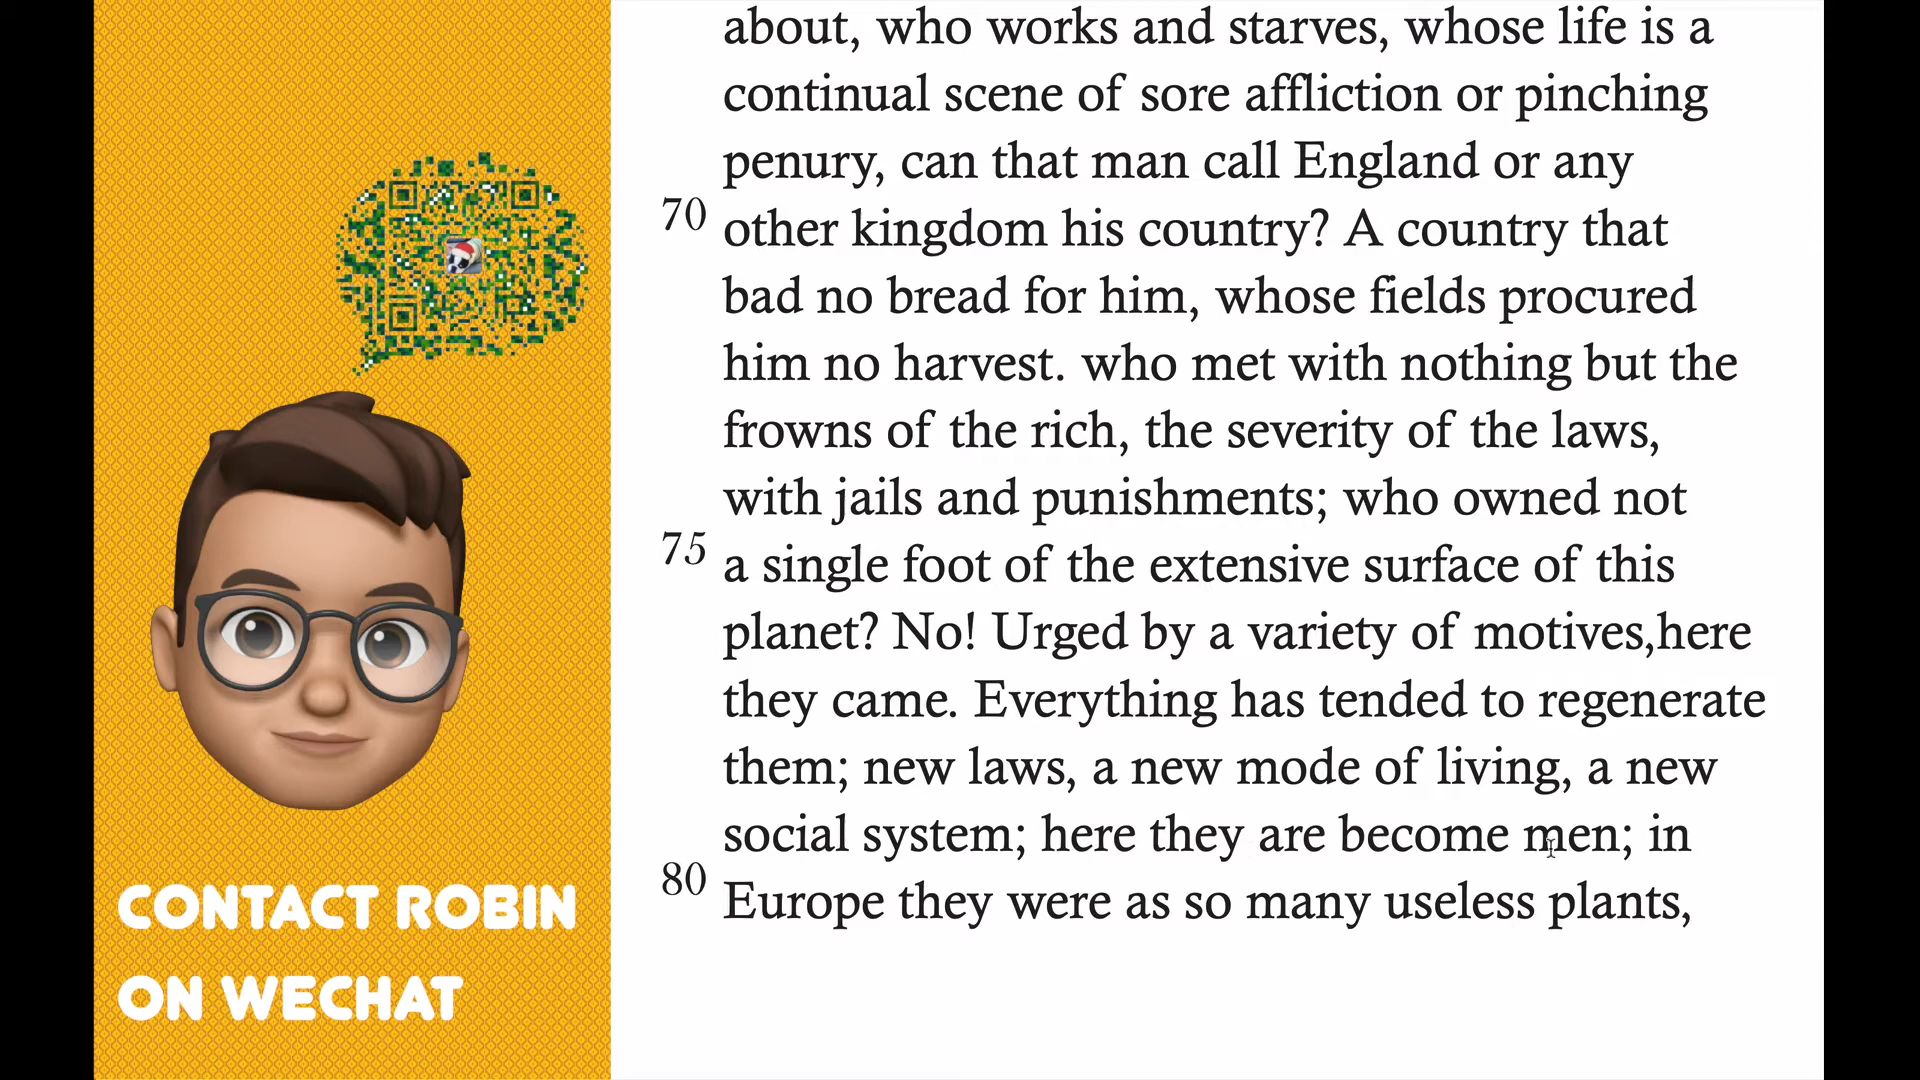 about, who works and starves, whose life is a
continual scene of sore affliction or pinching
penury, can that man call England or any
70 other kingdom his country? A country that
bad no bread for him, whose fields procured
him no harvest. who met with nothing but the
frowns of the rich, the severity of the laws,
with jails and punishments; who owned not
75 a single foot of the extensive surface of this
planet? No! Urged by a variety of motives,here
they came. Everything has tended to regenerate
them; new laws, a new mode of living, a new
social system; here they are become men; in
80 Europe they were as so many useless plants,
CONTACT ROBIN
ON WECHAT